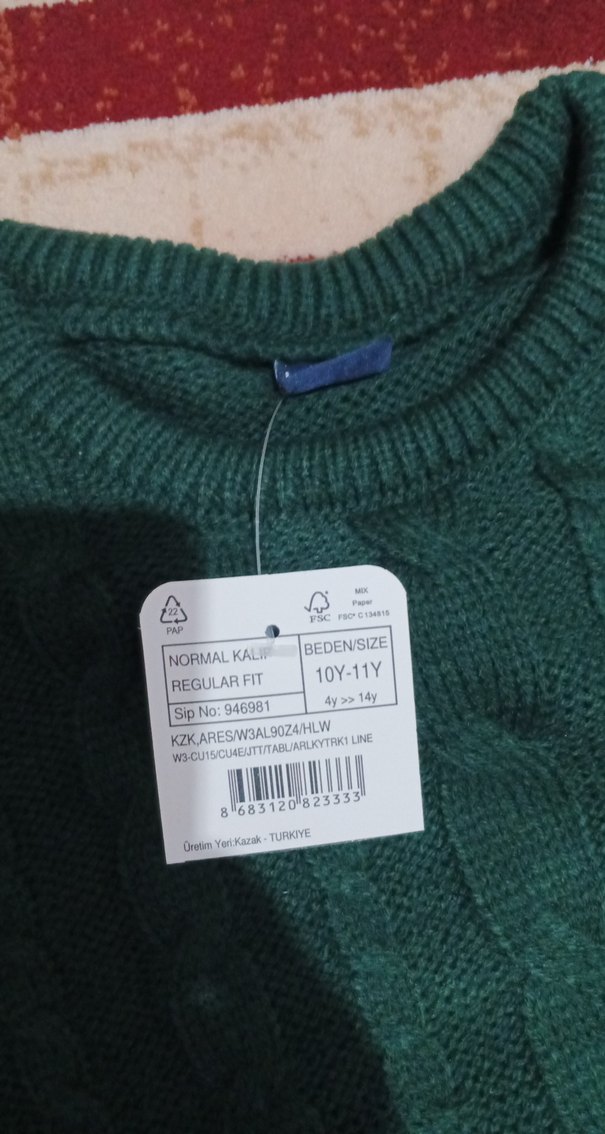 22
PAP
FSC
MIX
Paper
FSC® C134815
NORMAL KALIP
REGULAR FIT
Sip No: 946981
BEDEN/SIZE
10Y-11Y
4y >> 14y
KZK,ARES/W3AL90Z4/HLW
W3-CU15/CU4E/JTT/TABL/ARLKYTRK1 LINE
8 683120 823333
Üretim Yeri:Kazak - TURKIYE